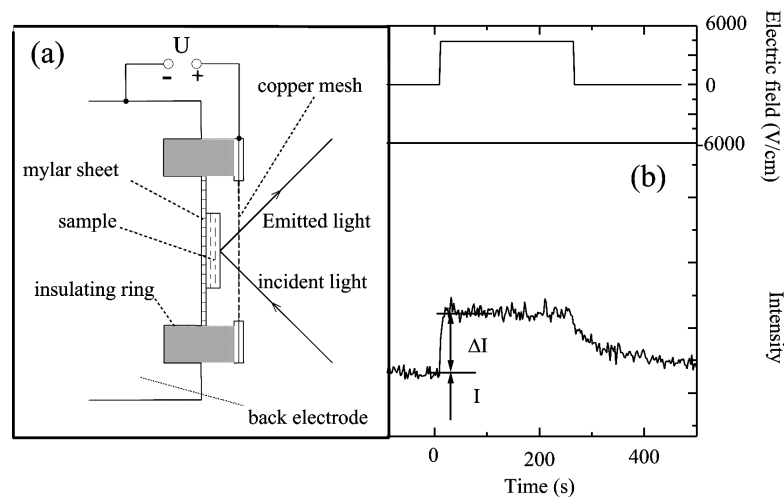 (a)
U
-
+
copper mesh
mylar sheet
sample
Emitted light
incident light
insulating ring
back electrode
6000
0
-6000
Electric field (V/cm)
(b)
ΔI
I
Intensity
0
200
400
Time (s)